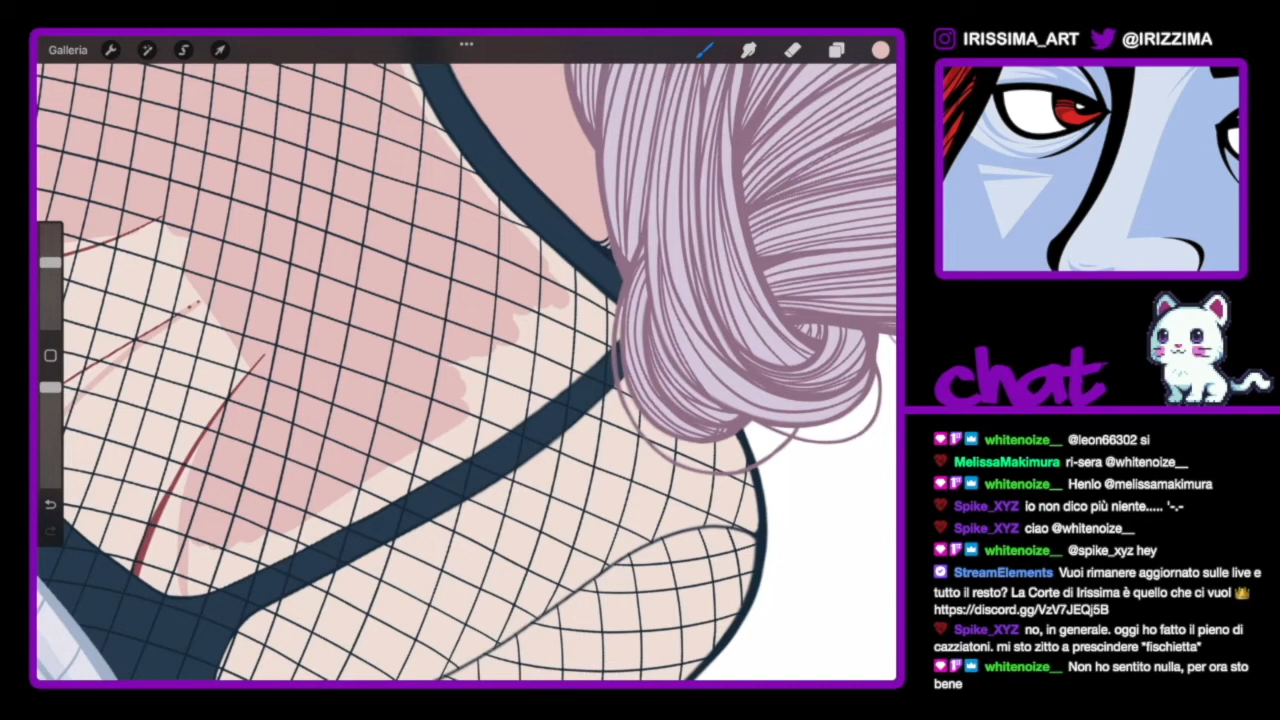 Galleria
IRISSIMA_ART @IRIZZIMA
chat
whitenoize__ @leon66302 si
MelissaMakimura ri-sera @whitenoize__
whitenoize__ Henlo @melissamakimura
Spike_XYZ io non dico più niente..... '-.-
Spike_XYZ ciao @whitenoize__
whitenoize__ @spike_xyz hey
StreamElements Vuoi rimanere aggiornato sulle live e
tutto il resto? La Corte di Irissima è quello che ci vuol
https://discord.gg/VzV7JEQj5B
Spike_XYZ no, in generale. oggi ho fatto il pieno di
cazziatoni. mi sto zitto a prescindere *fischietta*
whitenoize__ Non ho sentito nulla, per ora sto
bene